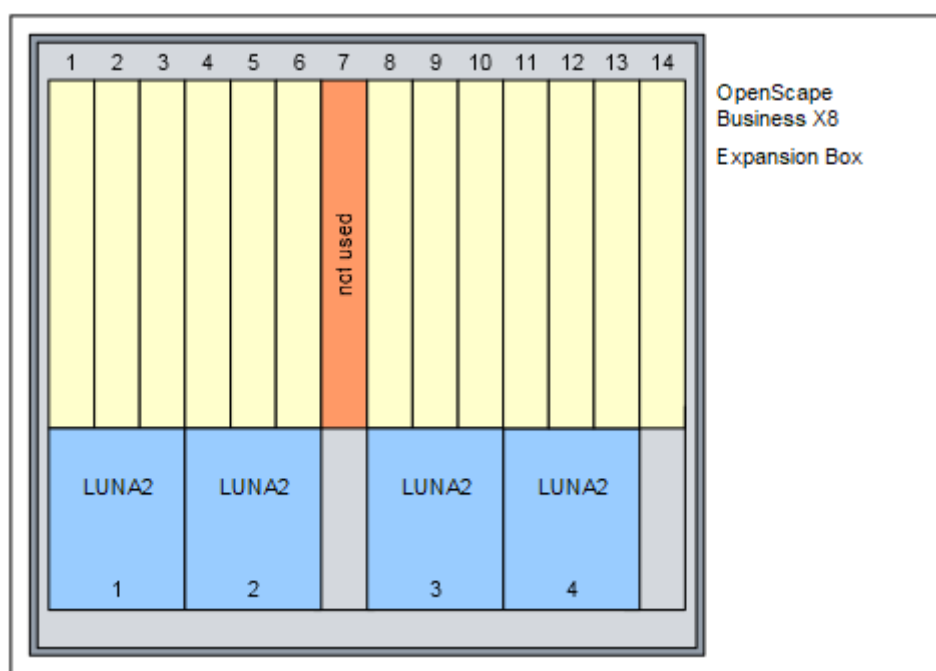 1 2 3 4 5 6 7 8 9 10 11 12 13 14
OpenScape
Business X8
Expansion Box
not used
LUNA2 LUNA2 LUNA2 LUNA2
1 2 3 4